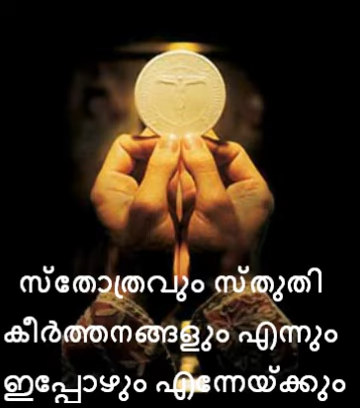 സ്തോത്രവും സ്തുതി
കീർത്തനങ്ങളും എന്നും
ഇപ്പോഴും എന്നേയ്ക്കും